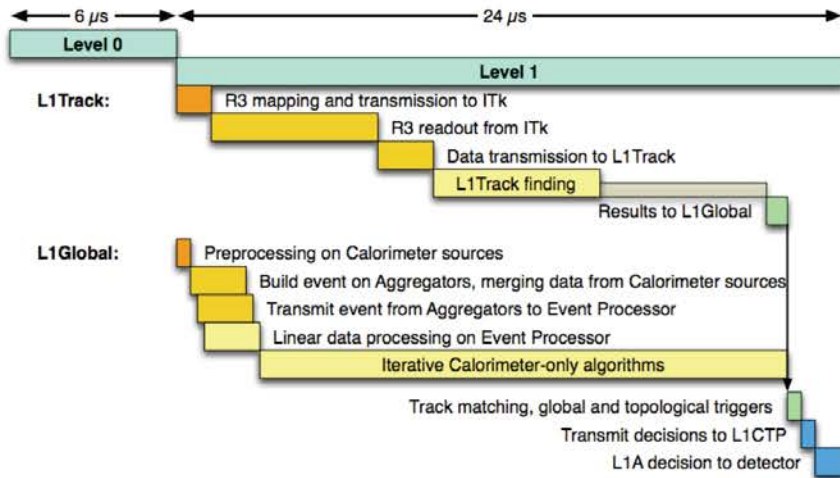 6 µs
24 µs
Level 0
Level 1
L1Track:
R3 mapping and transmission to ITk
R3 readout from ITk
Data transmission to L1Track
L1Track finding
Results to L1Global
L1Global:
Preprocessing on Calorimeter sources
Build event on Aggregators, merging data from Calorimeter sources
Transmit event from Aggregators to Event Processor
Linear data processing on Event Processor
Iterative Calorimeter-only algorithms
Track matching, global and topological triggers
Transmit decisions to L1CTP
L1A decision to detector